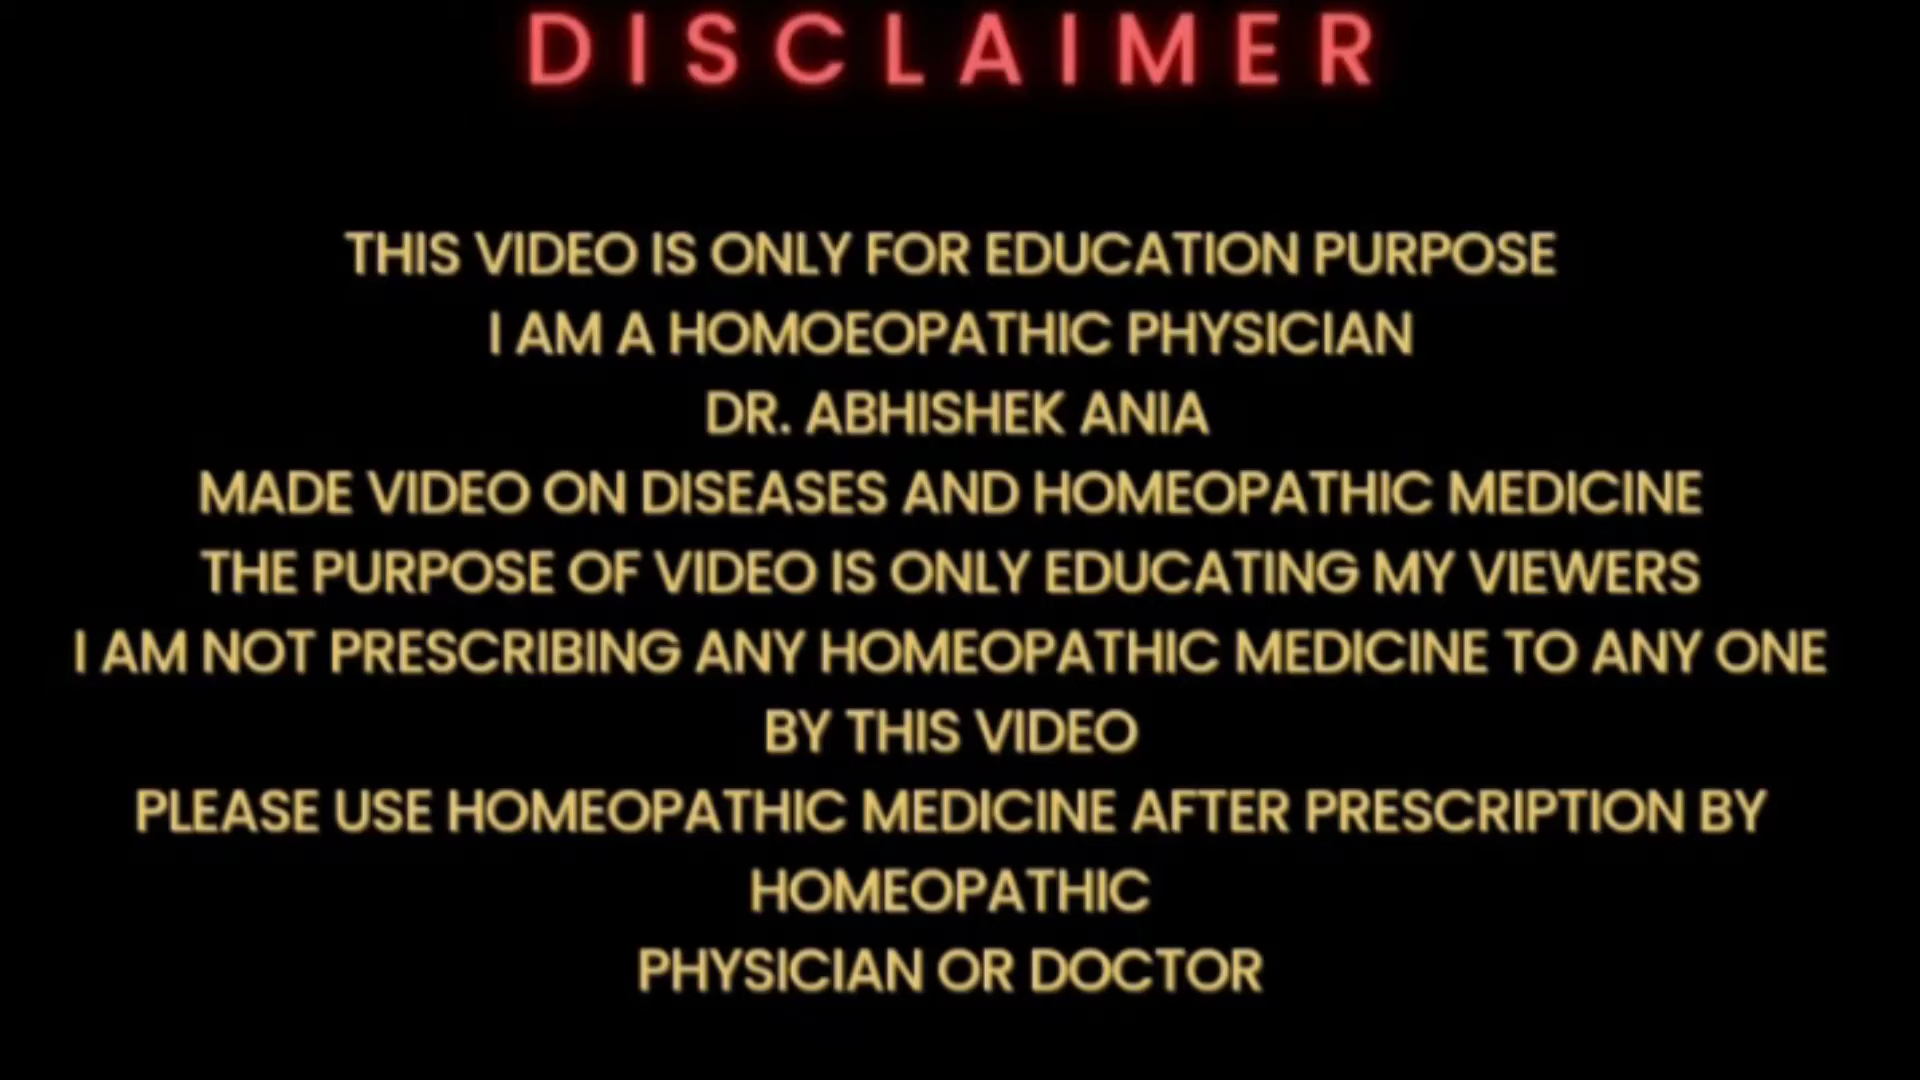 DISCLAIMER
THIS VIDEO IS ONLY FOR EDUCATION PURPOSE
I AM A HOMOEOPATHIC PHYSICIAN
DR. ABHISHEK ANIA
MADE VIDEO ON DISEASES AND HOMEOPATHIC MEDICINE
THE PURPOSE OF VIDEO IS ONLY EDUCATING MY VIEWERS
I AM NOT PRESCRIBING ANY HOMEOPATHIC MEDICINE TO ANY ONE
BY THIS VIDEO
PLEASE USE HOMEOPATHIC MEDICINE AFTER PRESCRIPTION BY
HOMEOPATHIC
PHYSICIAN OR DOCTOR